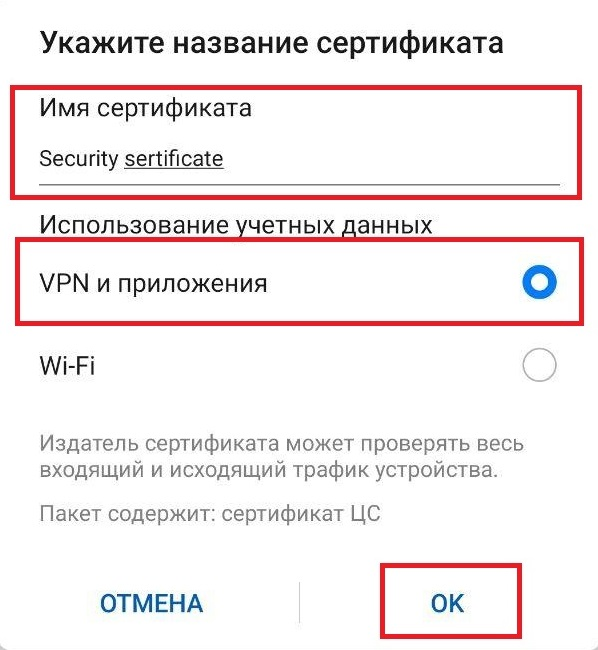 Укажите название сертификата
Имя сертификата
Security sertificate
Использование учетных данных
VPN и приложения
Wi-Fi
Издатель сертификата может проверять весь
входящий и исходящий трафик устройства.
Пакет содержит: сертификат ЦС
ОТМЕНА
OK